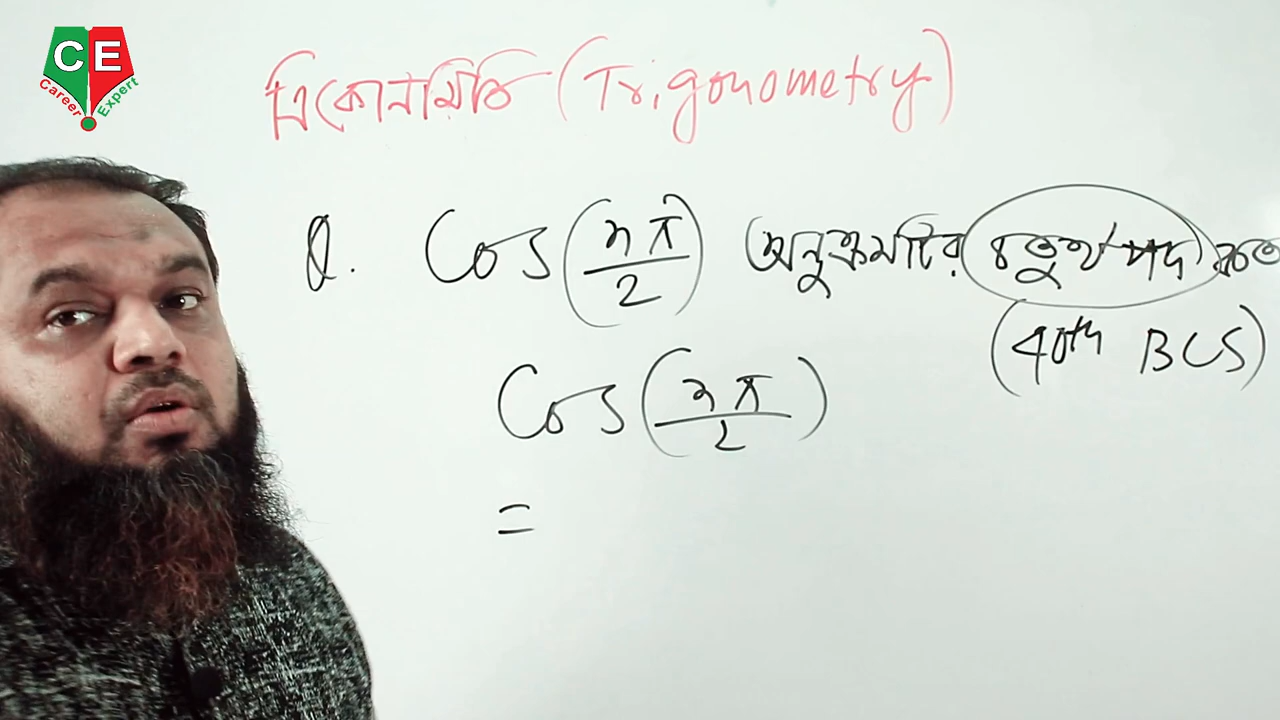 CE
Career Expert
ত্রিকোনমিতি (Trigonometry)
Q. Cos(nπ/2) অনুক্রমটির চতুর্থ পদ কত
(40th BCS)
Cos(nπ/2)
=